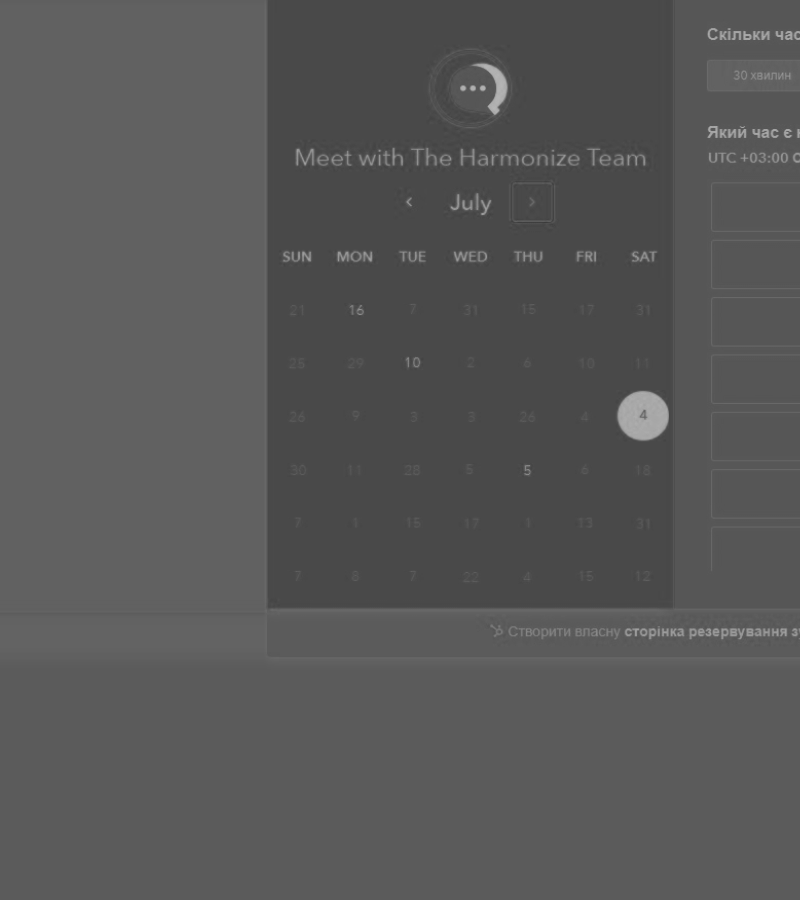 Meet with The Harmonize Team
July
SUN MON TUE WED THU FRI SAT
21 16 7 31 15 17 31
25 29 10 2 6 10 11
26 9 3 3 26 4 4
30 11 28 5 5 6 18
7 1 15 17 1 13 31
7 8 7 22 4 15 12
Скільки час
30 хвилин
Який час є
UTC +03:00
Створити власну сторінка резервування з